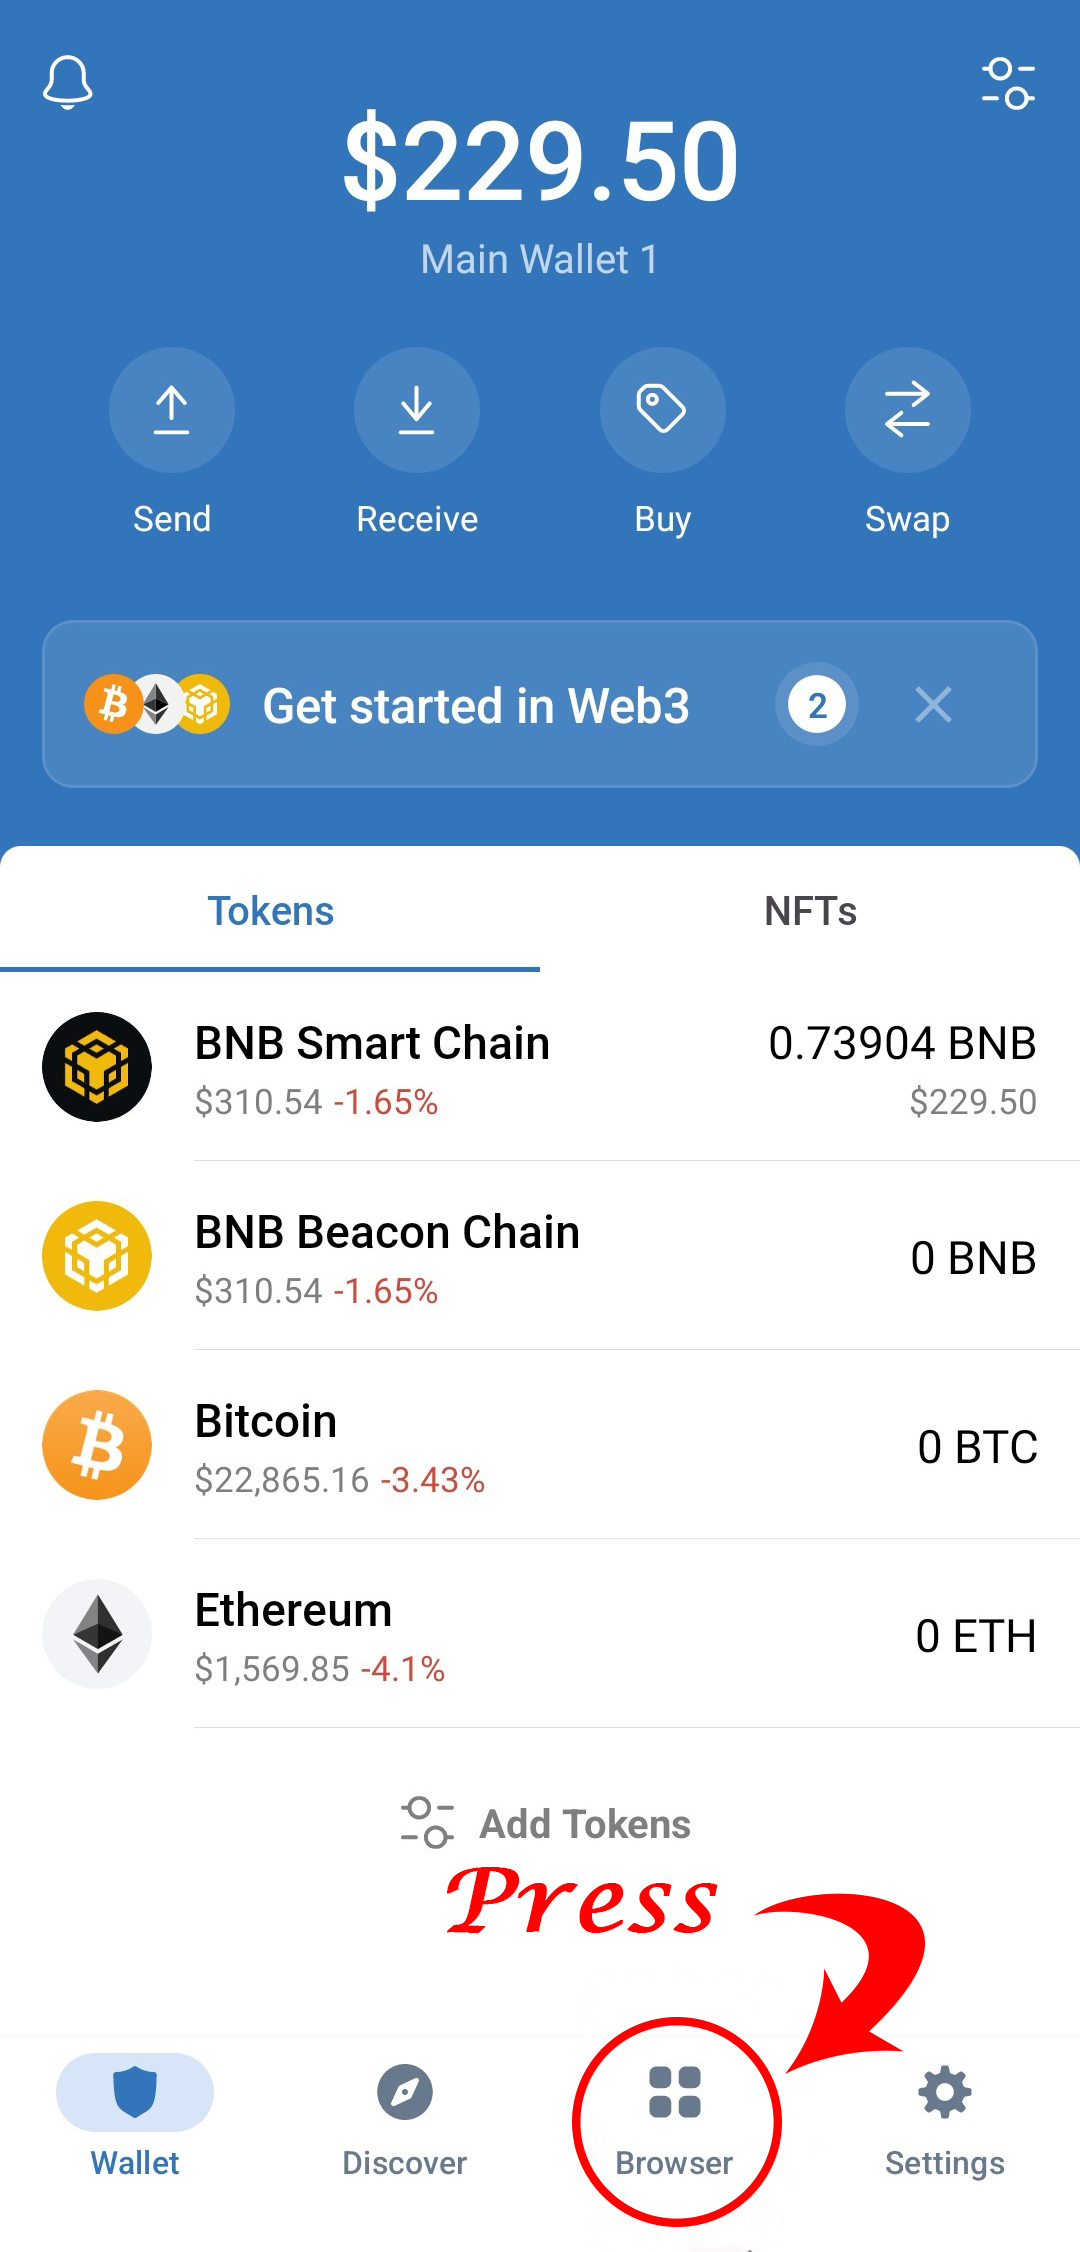 $229.50
Main Wallet 1
Send Receive Buy Swap
Get started in Web3 2
Tokens NFTs
BNB Smart Chain 0.73904 BNB
$310.54 -1.65% $229.50
BNB Beacon Chain 0 BNB
$310.54 -1.65%
Bitcoin 0 BTC
$22,865.16 -3.43%
Ethereum 0 ETH
$1,569.85 -4.1%
Add Tokens
Press
Wallet Discover Browser Settings